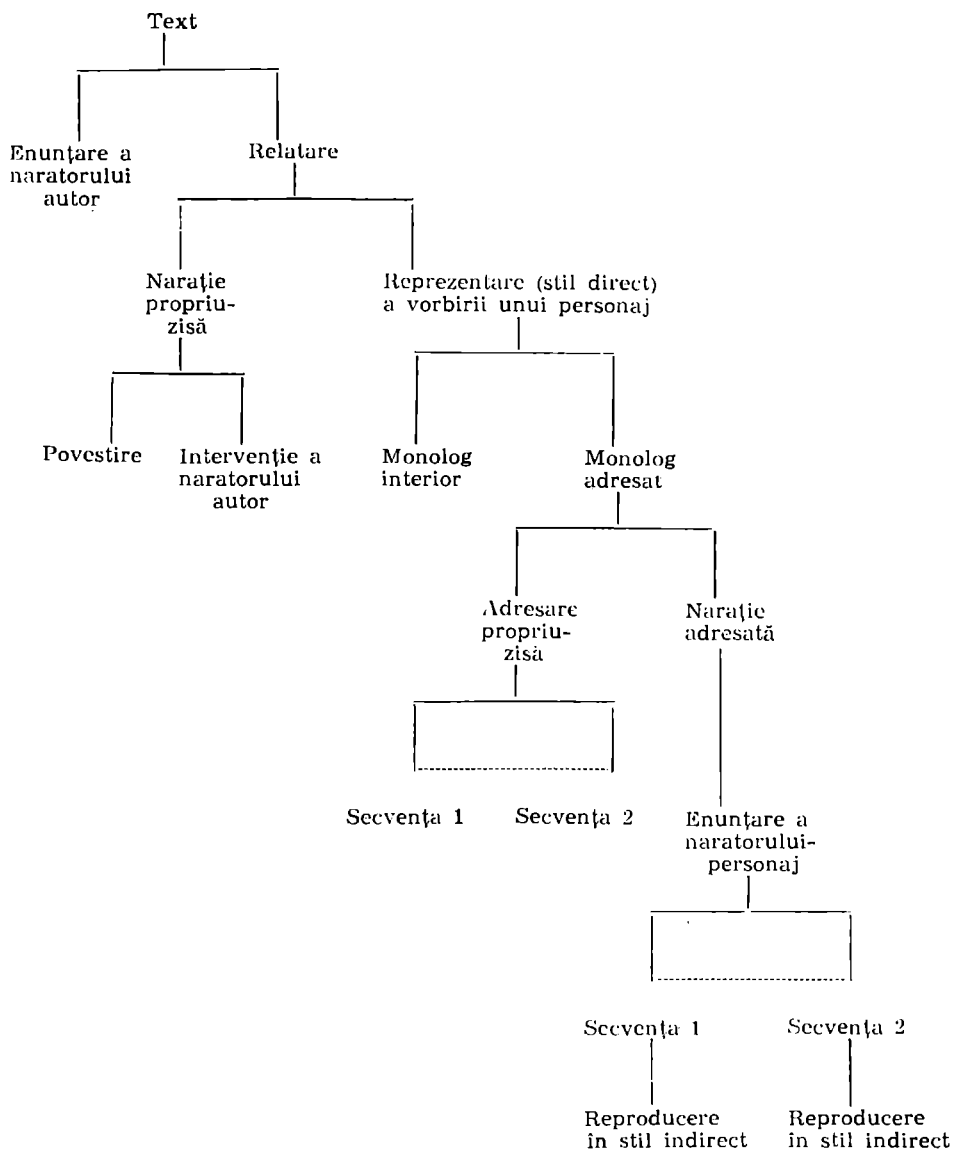 Text
Enunțare a
naratorului
autor
Relatare
Narație
propriu-
zisă
Reprezentare (stil direct)
a vorbirii unui personaj
Povestire
Intervenție a
naratorului
autor
Monolog
interior
Monolog
adresat
Adresare
propriu-
zisă
Narație
adresată
Secvența 1
Secvența 2
Enunțare a
naratorului-
personaj
Secvența 1
Secvența 2
Reproducere
în stil indirect
Reproducere
în stil indirect